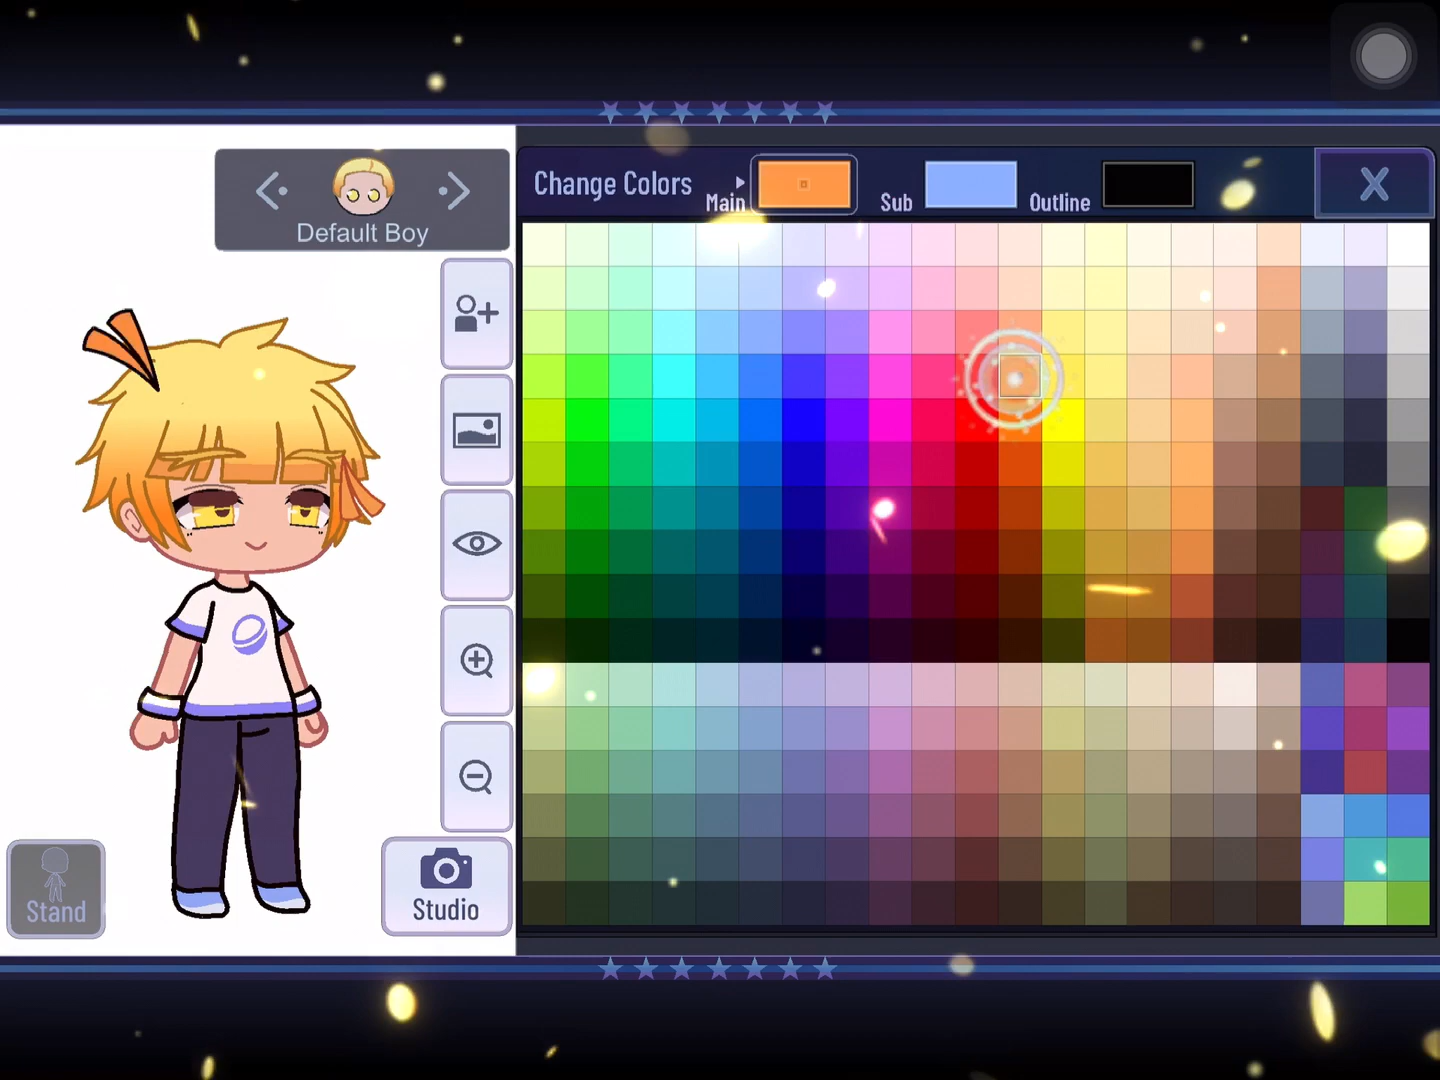 Change Colors
Main
Sub
Outline
X
Default Boy
Stand
Studio